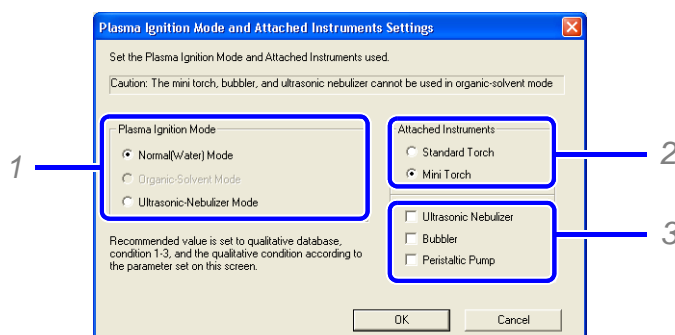 Plasma Ignition Mode and Attached Instruments Settings
Set the Plasma Ignition Mode and Attached Instruments used.
Caution: The mini torch, bubbler, and ultrasonic nebulizer cannot be used in organic-solvent mode
Plasma Ignition Mode
Normal(Water) Mode
Organic-Solvent Mode
Ultrasonic-Nebulizer Mode
1
Attached Instruments
Standard Torch
Mini Torch
2
Ultrasonic Nebulizer
Bubbler
Peristaltic Pump
3
Recommended value is set to qualitative database,
condition 1-3, and the qualitative condition according to
the parameter set on this screen.
OK
Cancel